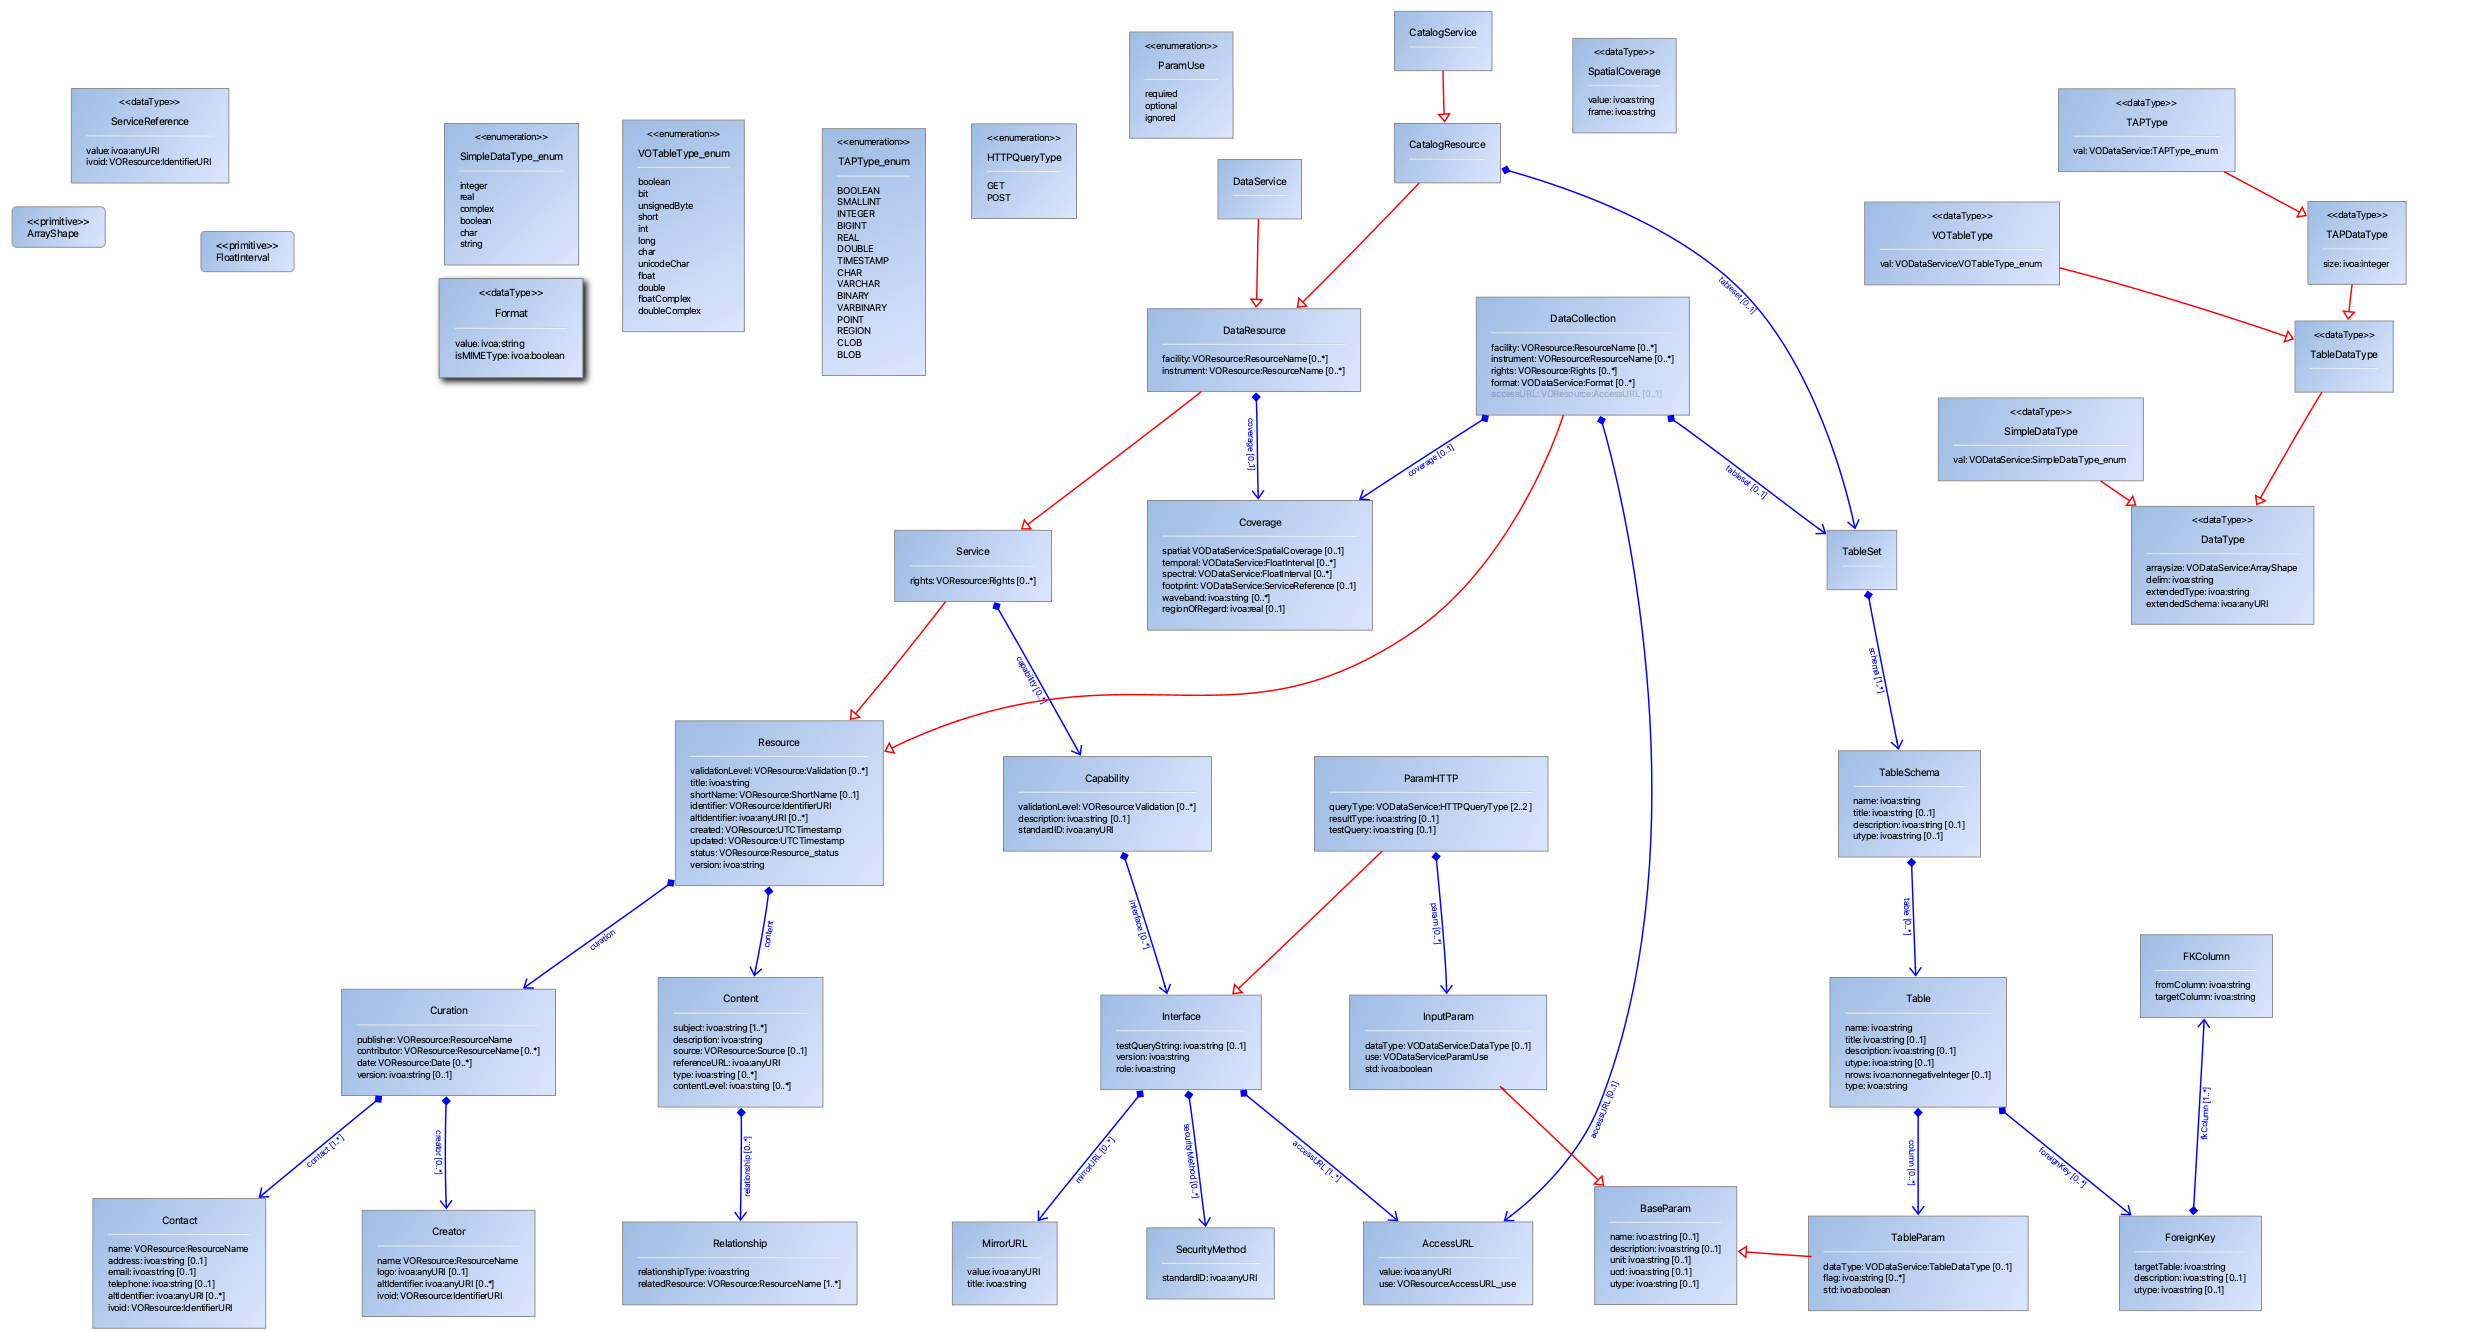 CatalogService
<<enumeration>>
ParamUse
required
optional
ignored
<<dataType>>
SpatialCoverage
value: ivoa:string
frame: ivoa:string
<<dataType>>
ServiceReference
value: ivoa:anyURI
ivoid: VOResource:IdentifierURI
<<enumeration>>
SimpleDataType_enum
integer
real
complex
boolean
char
string
<<enumeration>>
VOTableType_enum
boolean
bit
unsignedByte
short
int
long
char
unicodeChar
float
double
floatComplex
doubleComplex
<<enumeration>>
TAPType_enum
BOOLEAN
SMALLINT
INTEGER
BIGINT
REAL
DOUBLE
TIMESTAMP
CHAR
VARCHAR
BINARY
VARBINARY
POINT
REGION
CLOB
BLOB
<<enumeration>>
HTTPQueryType
GET
POST
CatalogResource
DataService
<<dataType>>
TAPType
val: VODataService:TAPType_enum
<<primitive>>
ArrayShape
<<primitive>>
FloatInterval
<<dataType>>
VOTableType
val: VODataService:VOTableType_enum
<<dataType>>
TAPDataType
size: ivoa:integer
<<dataType>>
Format
value: ivoa:string
isMIMEType: ivoa:boolean
tableset [0..1]
DataResource
facility: VOResource:ResourceName [0..*]
instrument: VOResource:ResourceName [0..*]
DataCollection
facility: VOResource:ResourceName [0..*]
instrument: VOResource:ResourceName [0..*]
rights: VOResource:Rights [0..*]
format: VODataService:Format [0..*]
accessURL: VOResource:AccessURL [0..1]
<<dataType>>
TableDataType
<<dataType>>
SimpleDataType
val: VODataService:SimpleDataType_enum
coverage [0..1]
coverage [0..1]
tableset [0..1]
Coverage
spatial: VODataService:SpatialCoverage [0..1]
temporal: VODataService:FloatInterval [0..*]
spectral: VODataService:FloatInterval [0..*]
footprint: VODataService:ServiceReference [0..1]
waveband: ivoa:string [0..*]
regionOfRegard: ivoa:real [0..1]
<<dataType>>
DataType
arraysize: VODataService:ArrayShape
delim: ivoa:string
extendedType: ivoa:string
extendedSchema: ivoa:anyURI
Service
rights: VOResource:Rights [0..*]
TableSet
capability [0..*]
schema [1..*]
Resource
validationLevel: VOResource:Validation [0..*]
title: ivoa:string
shortName: VOResource:ShortName [0..1]
identifier: VOResource:IdentifierURI
altIdentifier: ivoa:anyURI [0..*]
created: VOResource:UTCTimestamp
updated: VOResource:UTCTimestamp
status: VOResource:Resource_status
version: ivoa:string
Capability
validationLevel: VOResource:Validation [0..*]
description: ivoa:string [0..1]
standardID: ivoa:anyURI
ParamHTTP
queryType: VODataService:HTTPQueryType [2..2 ]
resultType: ivoa:string [0..1]
testQuery: ivoa:string [0..1]
TableSchema
name: ivoa:string
title: ivoa:string [0..1]
description: ivoa:string [0..1]
utype: ivoa:string [0..1]
curation
content
interface [0..*]
param [0..*]
table [0..*]
Curation
publisher: VOResource:ResourceName
contributor: VOResource:ResourceName [0..*]
date: VOResource:Date [0..*]
version: ivoa:string [0..1]
Content
subject: ivoa:string [1..*]
description: ivoa:string
source: VOResource:Source [0..1]
referenceURL: ivoa:anyURI
type: ivoa:string [0..*]
contentLevel: ivoa:string [0..*]
Interface
testQueryString: ivoa:string [0..1]
version: ivoa:string
role: ivoa:string
InputParam
dataType: VODataService:DataType [0..1]
use: VODataService:ParamUse
std: ivoa:boolean
Table
name: ivoa:string
title: ivoa:string [0..1]
description: ivoa:string [0..1]
utype: ivoa:string [0..1]
nrows: ivoa:nonnegativeInteger [0..1]
type: ivoa:string
FKColumn
fromColumn: ivoa:string
targetColumn: ivoa:string
contact [1..*]
creator [0..*]
relationship [0..*]
mirrorURL [0..*]
securityMethod [0..*]
accessURL [1..*]
accessURL [0..1]
column [0..*]
foreignKey [0..*]
fkColumn [1..*]
Contact
name: VOResource:ResourceName
address: ivoa:string [0..1]
email: ivoa:string [0..1]
telephone: ivoa:string [0..1]
altIdentifier: ivoa:anyURI [0..*]
ivoid: VOResource:IdentifierURI
Creator
name: VOResource:ResourceName
logo: ivoa:anyURI [0..1]
altIdentifier: ivoa:anyURI [0..*]
ivoid: VOResource:IdentifierURI
Relationship
relationshipType: ivoa:string
relatedResource: VOResource:ResourceName [1..*]
MirrorURL
value: ivoa:anyURI
title: ivoa:string
SecurityMethod
standardID: ivoa:anyURI
AccessURL
value: ivoa:anyURI
use: VOResource:AccessURL_use
BaseParam
name: ivoa:string [0..1]
description: ivoa:string [0..1]
unit: ivoa:string [0..1]
ucd: ivoa:string [0..1]
utype: ivoa:string [0..1]
TableParam
dataType: VODataService:TableDataType [0..1]
flag: ivoa:string [0..*]
std: ivoa:boolean
ForeignKey
targetTable: ivoa:string
description: ivoa:string [0..1]
utype: ivoa:string [0..1]